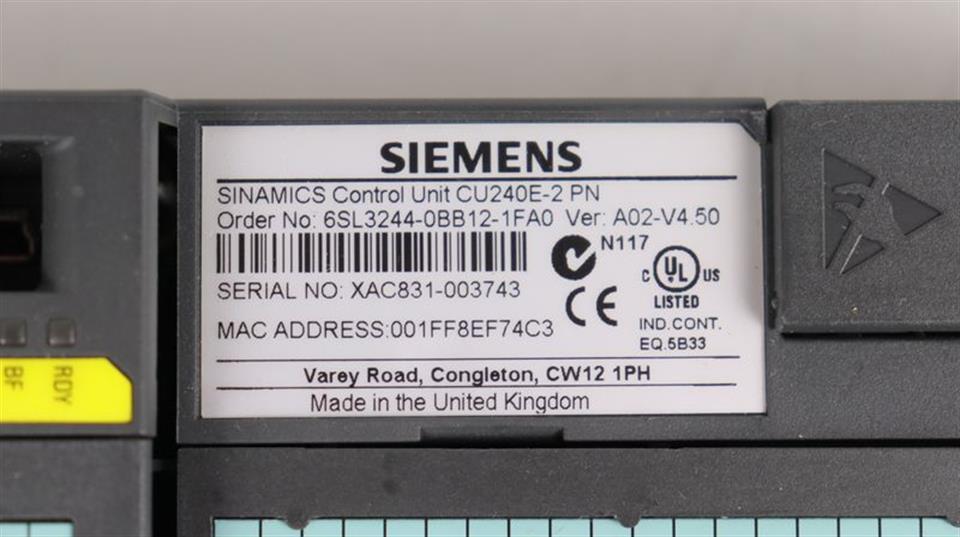 SIEMENS
SINAMICS Control Unit CU240E-2 PN
Order No: 6SL3244-0BB12-1FA0 Ver: A02-V4.50
N117
SERIAL NO: XAC831-003743
C UL US
LISTED
CE
MAC ADDRESS:001FF8EF74C3
IND.CONT.
EQ.5B33
Varey Road, Congleton, CW12 1PH
Made in the United Kingdom
RDY
BF